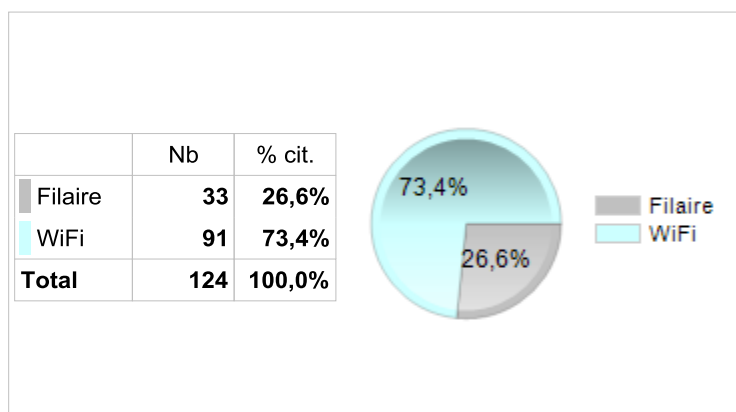 Nb % cit.
Filaire 33 26,6%
WiFi 91 73,4%
Total 124 100,0%
73,4%
26,6%
Filaire
WiFi